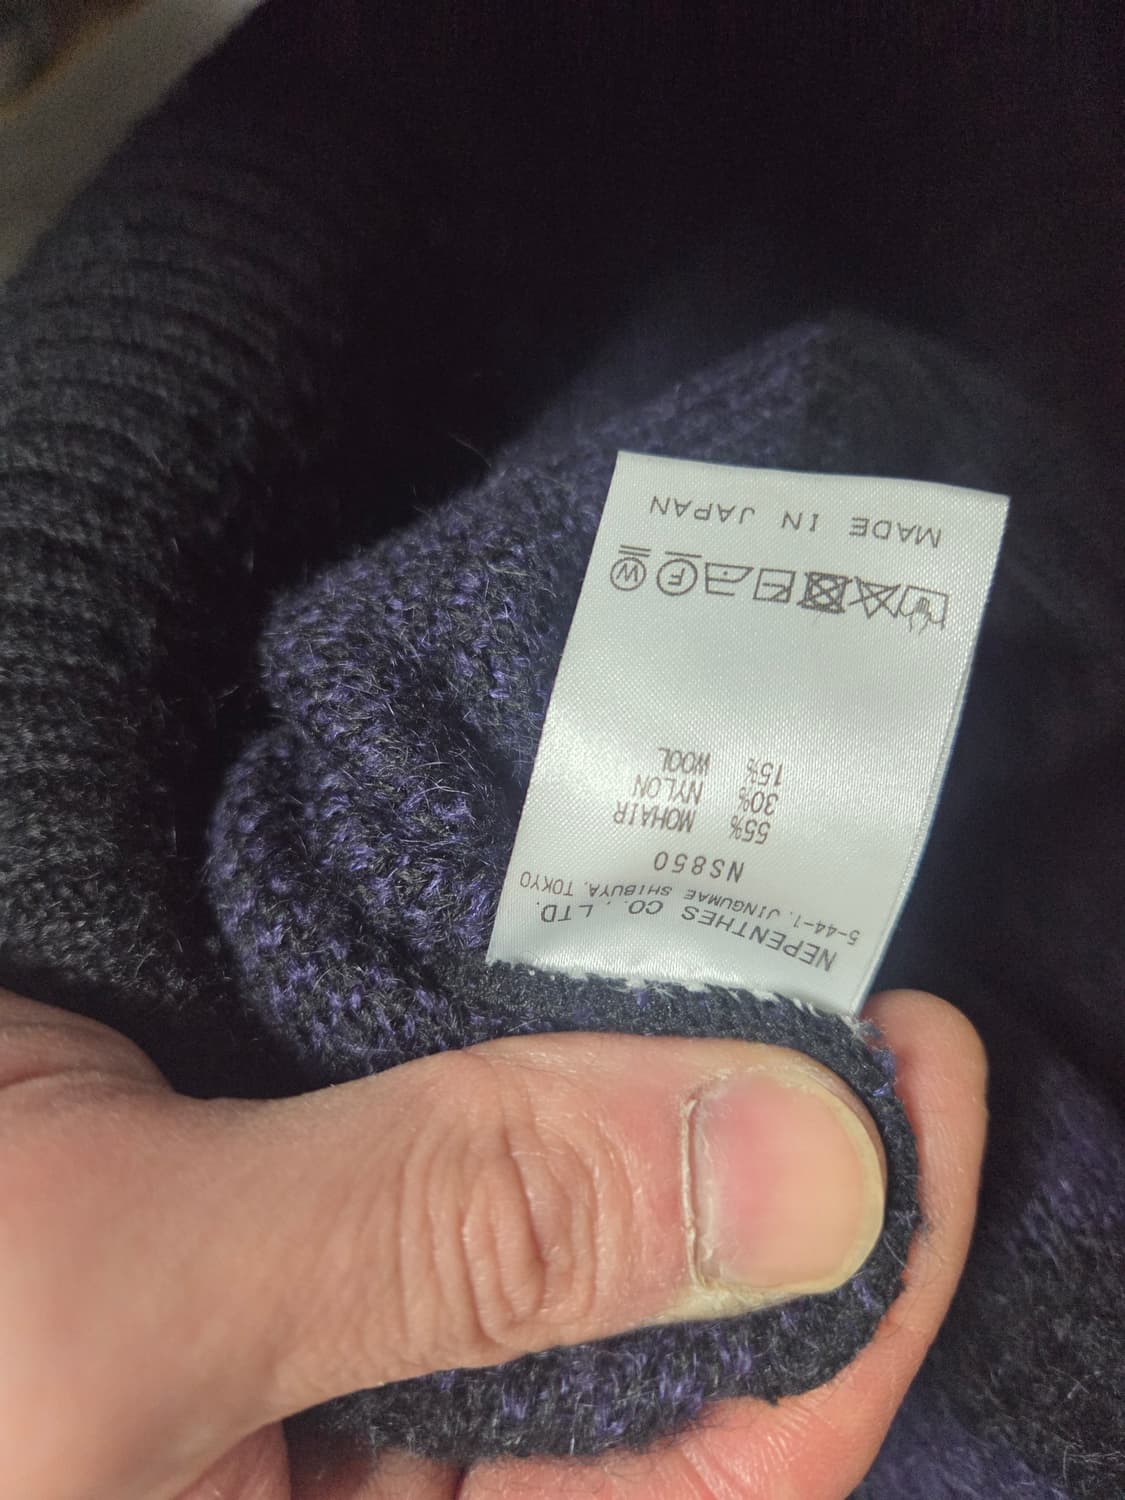 NEPENTHES CO., LTD.
5-44-1, JINGUMAE SHIBUYA, TOKYO
NS850
55% MOHAIR
30% NYLON
15% WOOL
F W
MADE IN JAPAN